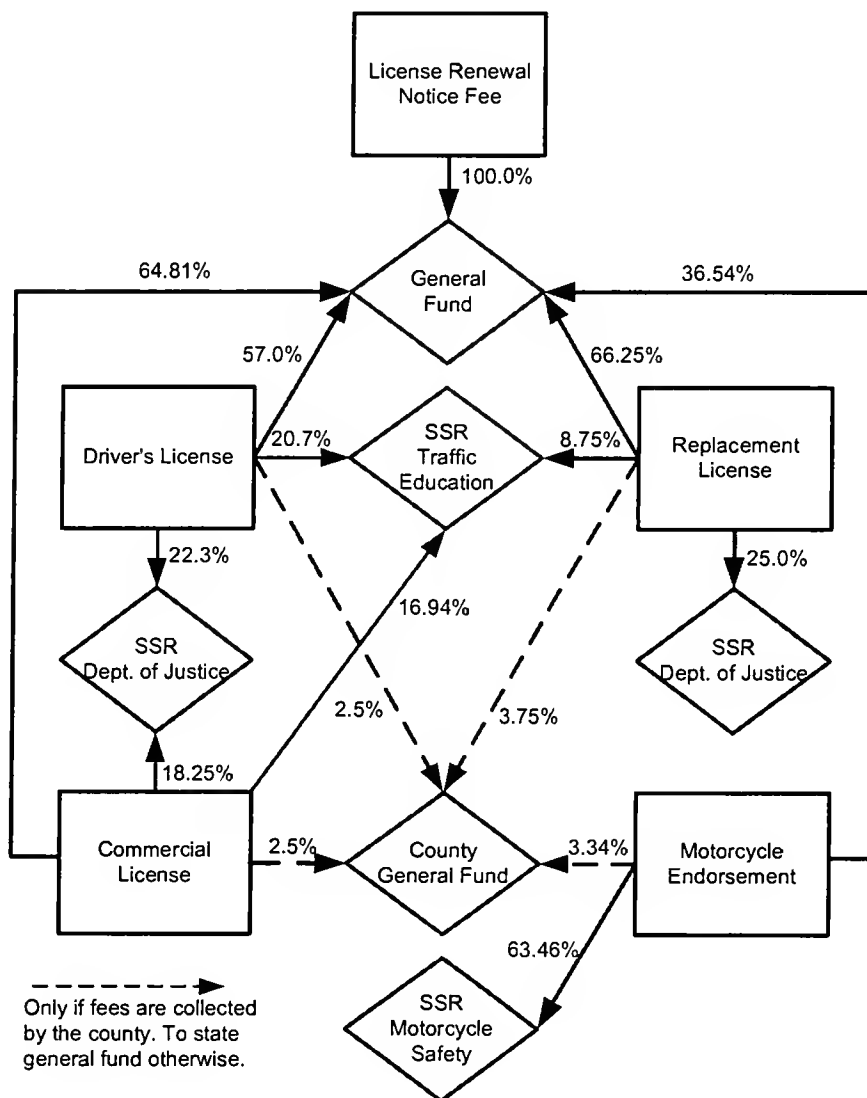 License Renewal
Notice Fee
100.0%
64.81%
General
Fund
36.54%
57.0%
66.25%
Driver's License
20.7%
SSR
Traffic
Education
8.75%
Replacement
License
22.3%
25.0%
16.94%
SSR
Dept. of Justice
SSR
Dept. of Justice
2.5%
3.75%
18.25%
Commercial
License
2.5%
County
General Fund
3.34%
Motorcycle
Endorsement
63.46%
Only if fees are collected
by the county. To state
general fund otherwise.
SSR
Motorcycle
Safety